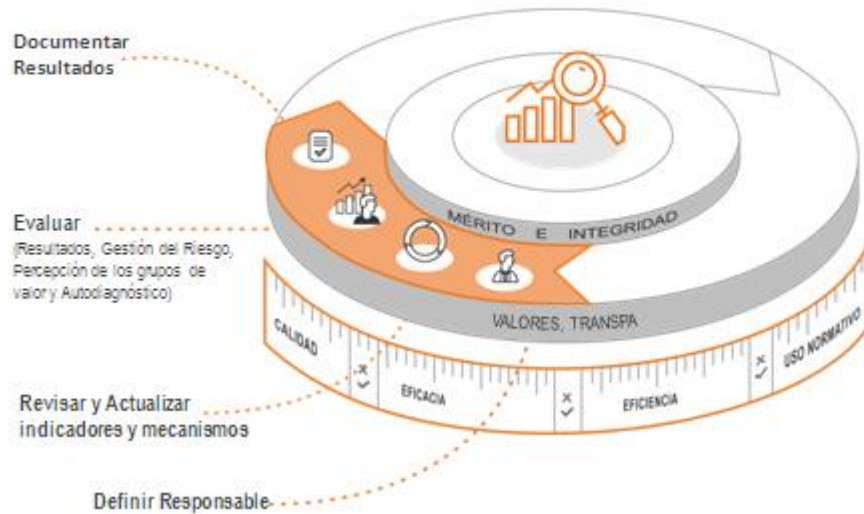 Documentar
Resultados
Evaluar
(Resultados, Gestión del Riesgo,
Percepción de los grupos de
valor y Autodiagnóstico)
Revisar y Actualizar
indicadores y mecanismos
Definir Responsable
MÉRITO E INTEGRIDAD
VALORES, TRANSPA
CALIDAD
EFICACIA
EFICIENCIA
USO NORMATIVO